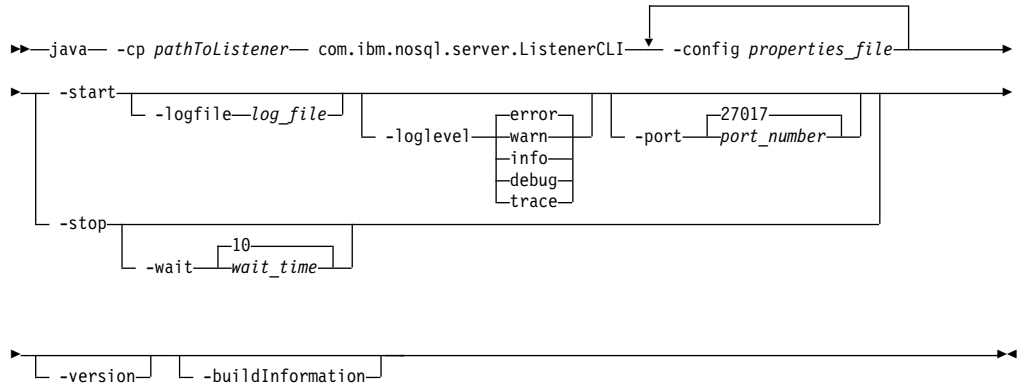 java -cp pathToListener com.ibm.nosql.server.ListenerCLI -config properties_file
-start
-logfile log_file
-loglevel
error
warn
info
debug
trace
-port
27017
port_number
-stop
-wait
10
wait_time
-version
-buildInformation